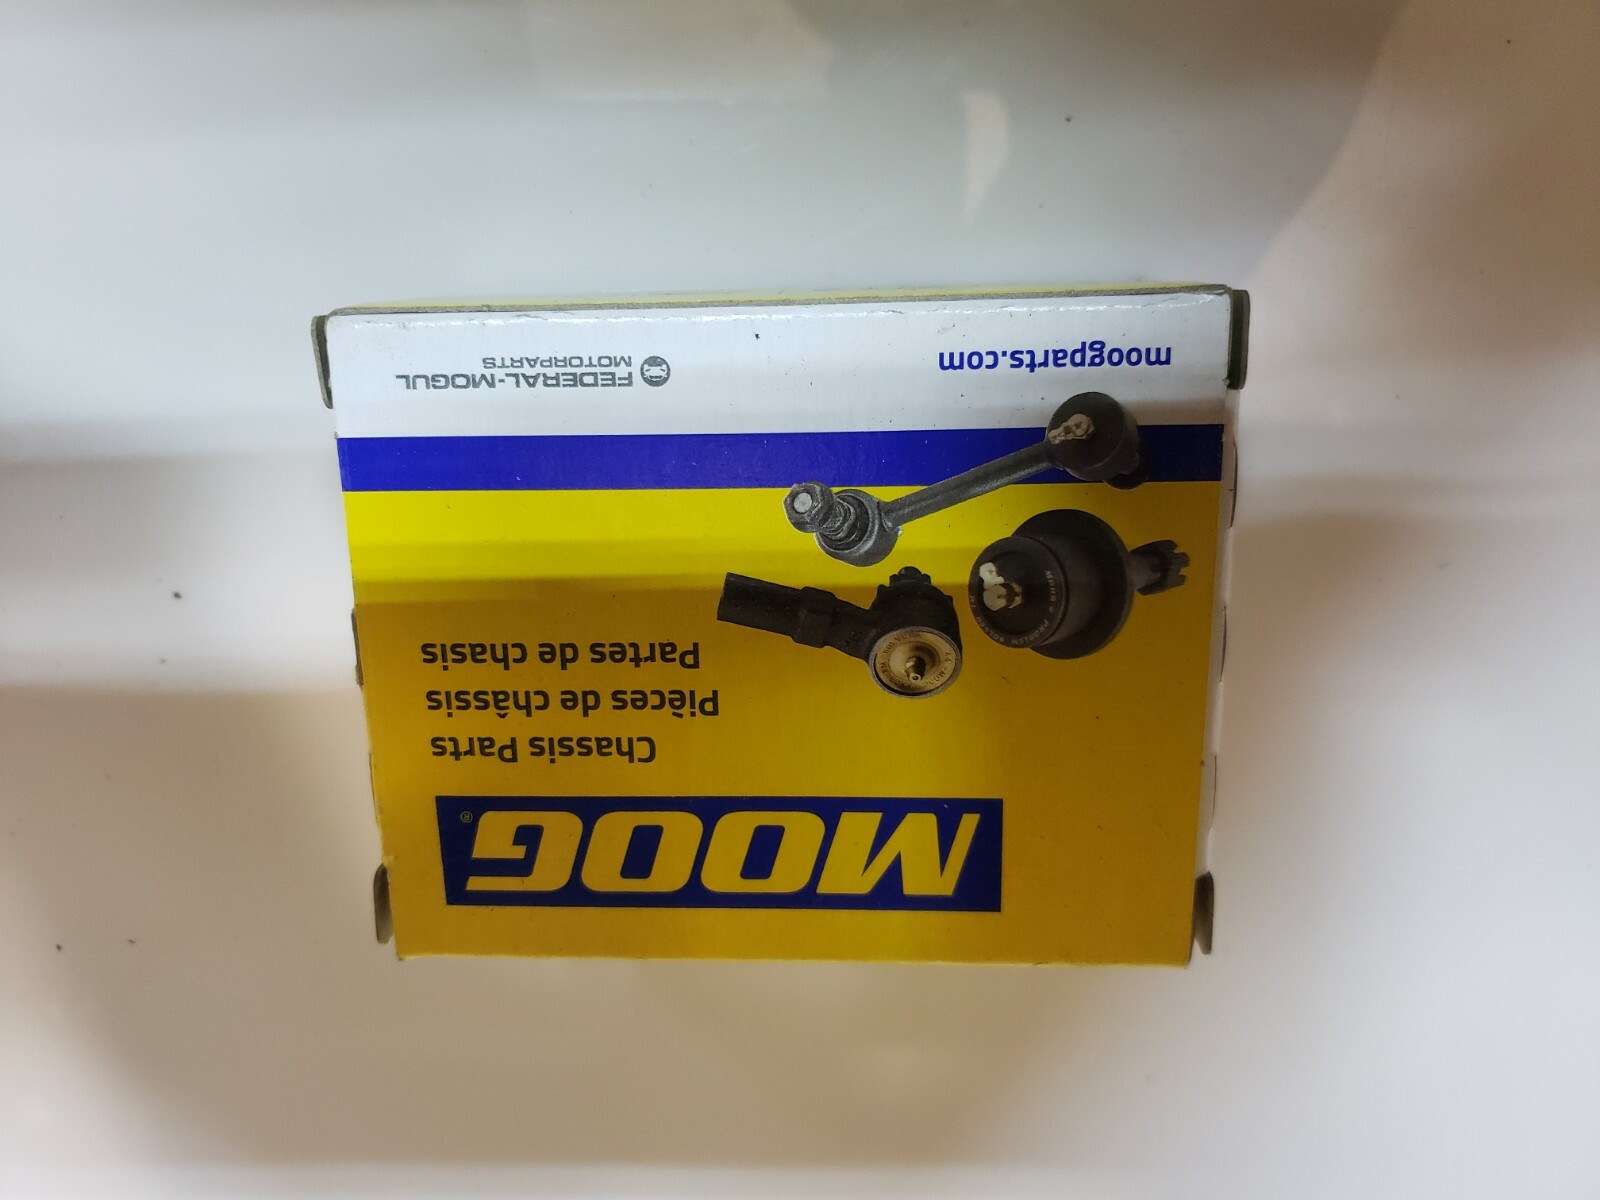 MOOG®
Chassis Parts
Pièces de châssis
Partes de chasis
FEDERAL-MOGUL
MOTORPARTS
moogparts.com